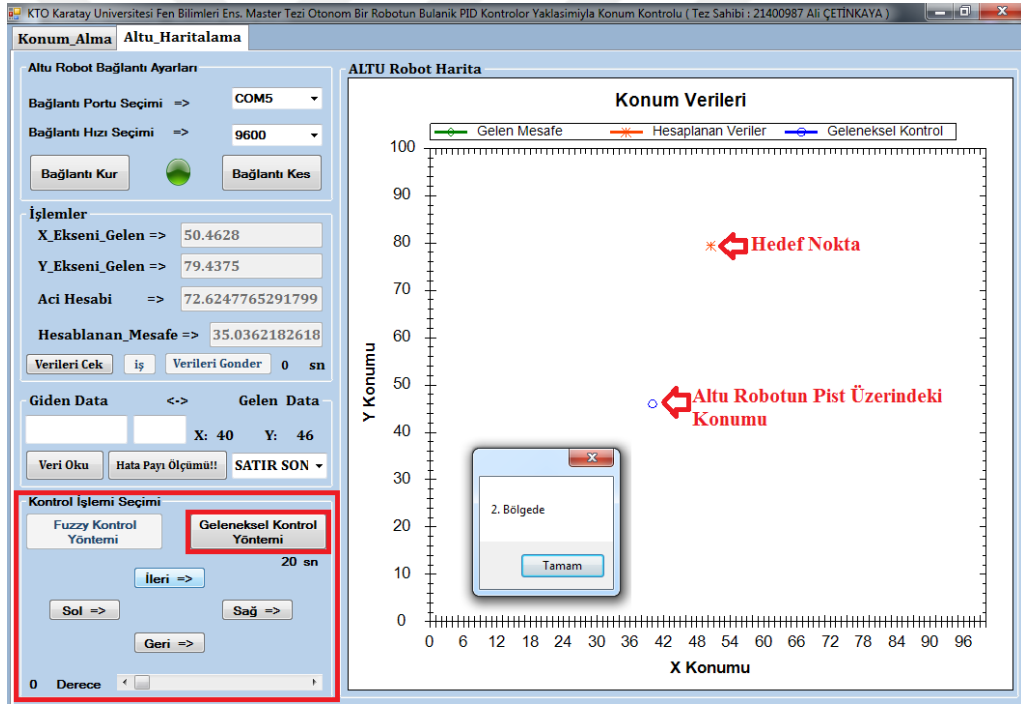 KTO Karatay Universitesi Fen Bilimleri Ens. Master Tezi Otonom Bir Robotun Bulanik PID Kontrolor Yaklasimiyla Konum Kontrolu ( Tez Sahibi : 21400987 Ali ÇETİNKAYA )
Konum_Alma Altu_Haritalama
Altu Robot Bağlantı Ayarları
Bağlantı Portu Seçimi => COM5
Bağlantı Hızı Seçimi => 9600
Bağlantı Kur Bağlantı Kes
İşlemler
X_Ekseni_Gelen => 50.4628
Y_Ekseni_Gelen => 79.4375
Aci Hesabi => 72.6247765291799
Hesablanan_Mesafe => 35.0362182618
Verileri Cek iş Verileri Gonder 0 sn
Giden Data <-> Gelen Data
X: 40 Y: 46
Veri Oku Hata Payı Ölçümü!! SATIR SON
Kontrol İşlemi Seçimi
Fuzzy Kontrol Yöntemi
Geleneksel Kontrol Yöntemi
20 sn
İleri =>
Sol => Sağ =>
Geri =>
0 Derece
ALTU Robot Harita
Konum Verileri
Gelen Mesafe Hesaplanan Veriler Geleneksel Kontrol
100
90
80
70
60
50
40
30
20
10
0
Y Konumu
Hedef Nokta
Altu Robotun Pist Üzerindeki
Konumu
2. Bölgede
Tamam
0 6 12 18 24 30 36 42 48 54 60 66 72 78 84 90 96
X Konumu